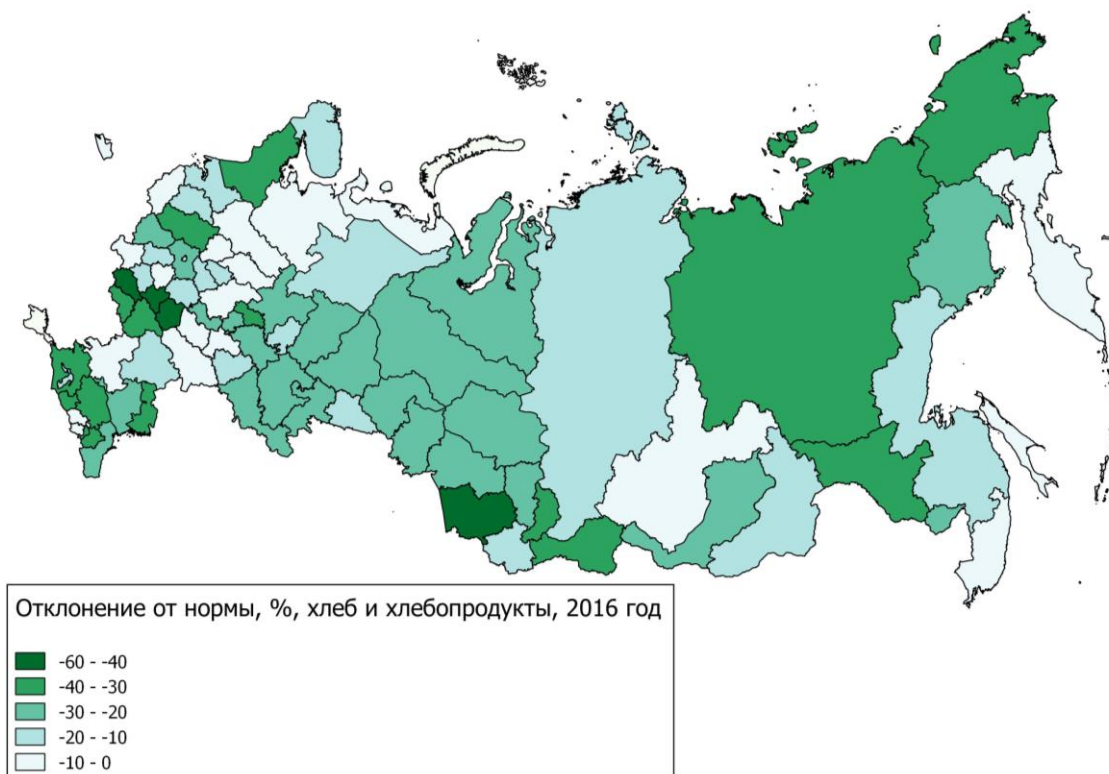 Отклонение от нормы, %, хлеб и хлебопродукты, 2016 год
-60 - -40
-40 - -30
-30 - -20
-20 - -10
-10 - 0